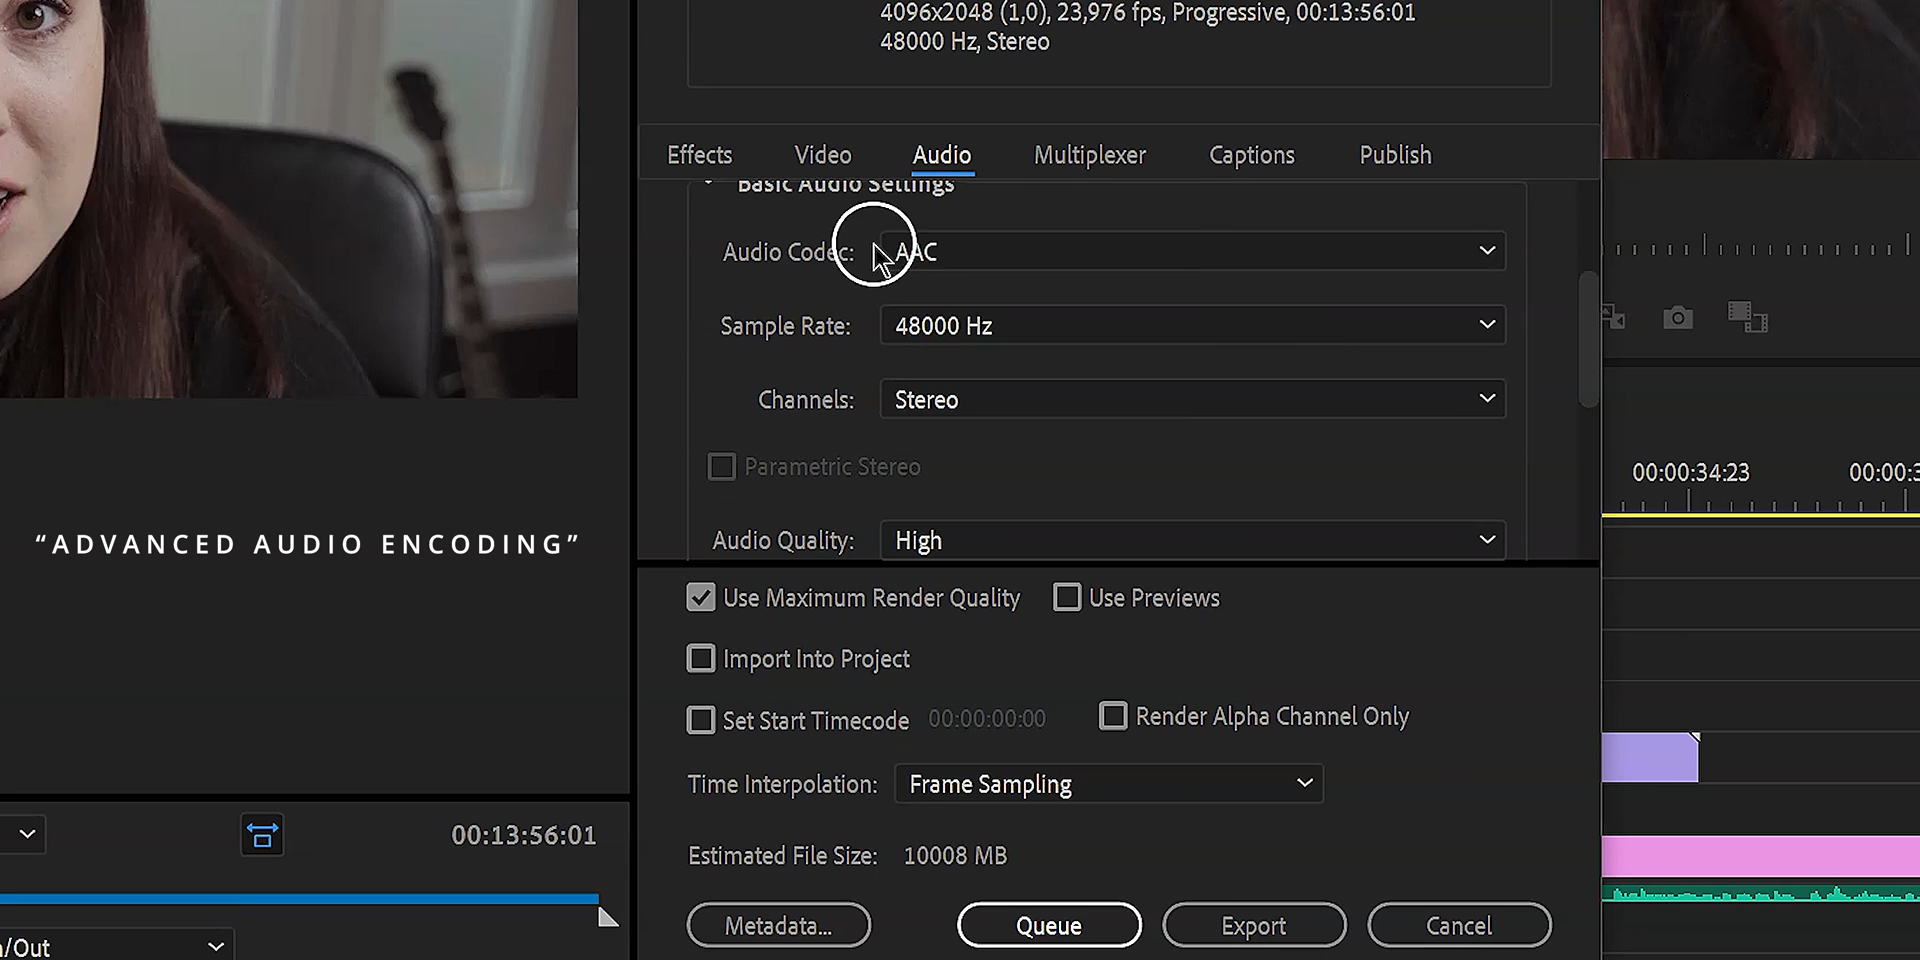 4096x2048 (1,0), 23,976 fps, Progressive, 00:13:56:01
48000 Hz, Stereo
Effects Video Audio Multiplexer Captions Publish
Basic Audio Settings
Audio Codec: AAC
Sample Rate: 48000 Hz
Channels: Stereo
Parametric Stereo
Audio Quality: High
“ADVANCED AUDIO ENCODING”
Use Maximum Render Quality Use Previews
Import Into Project
Set Start Timecode 00:00:00:00 Render Alpha Channel Only
Time Interpolation: Frame Sampling
Estimated File Size: 10008 MB
Metadata... Queue Export Cancel
00:13:56:01
/Out
00:00:34:23 00:00:3